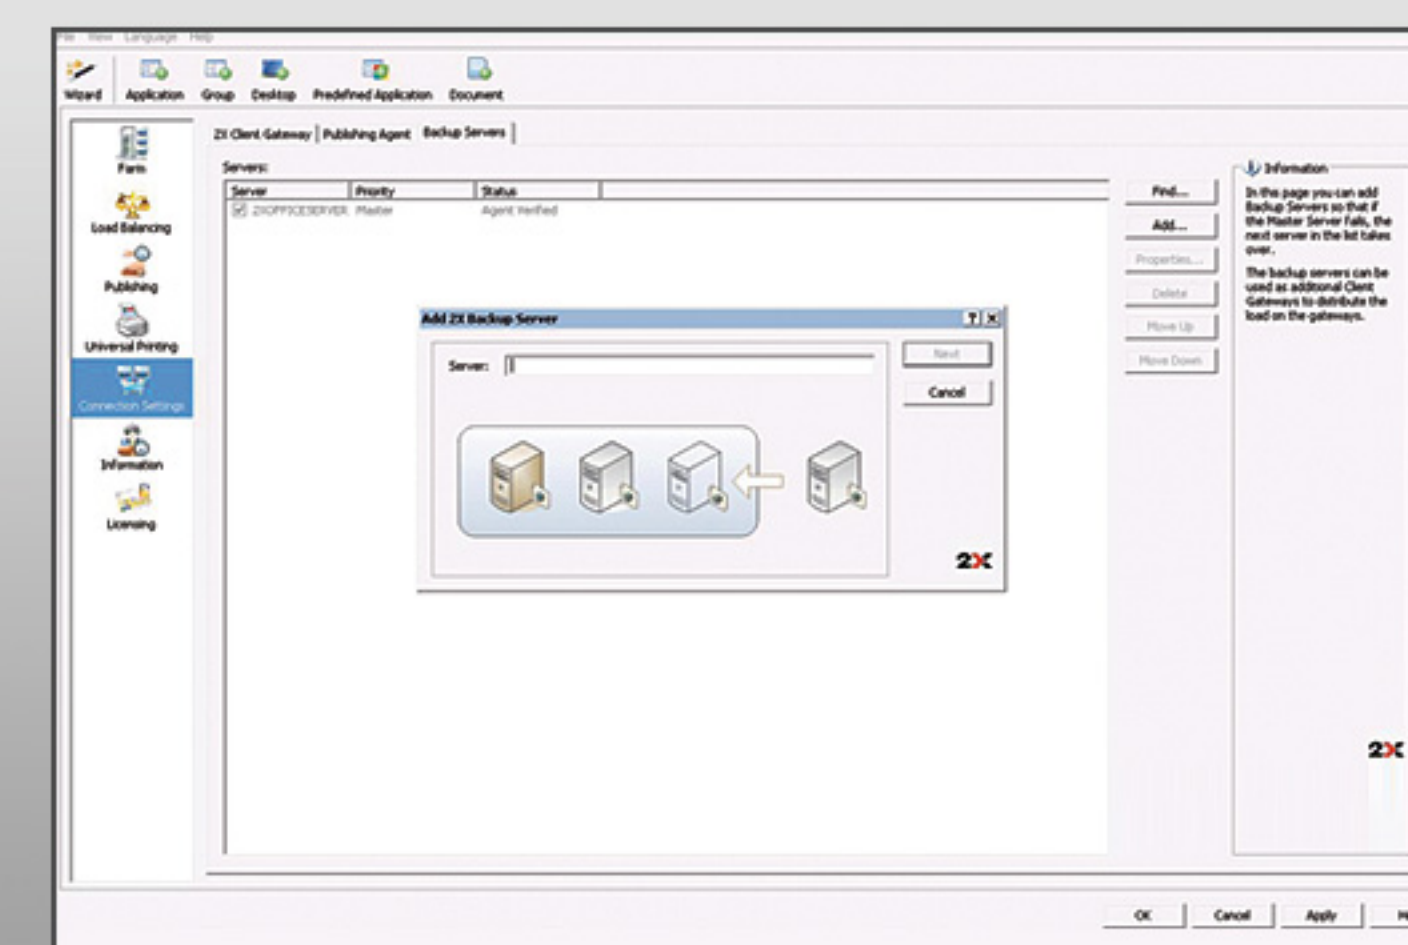 File View Language Help
Wizard Application Group Desktop Predefined Application Document
2X Client Gateway Publishing Agent Backup Servers
Farm
Load Balancing
Publishing
Universal Printing
Connection Settings
Information
Licensing
Servers:
Server Priority Status
2XOFFICESERVER Master Agent Verified
Find...
Add...
Properties...
Delete
Move Up
Move Down
Add 2X Backup Server
Server:
Next
Cancel
2X
Information
In this page you can add
Backup Servers so that if
the Master Server fails, the
next server in the list takes
over.
The backup servers can be
used as additional Client
Gateways to distribute the
load on the gateways.
2X
OK Cancel Apply